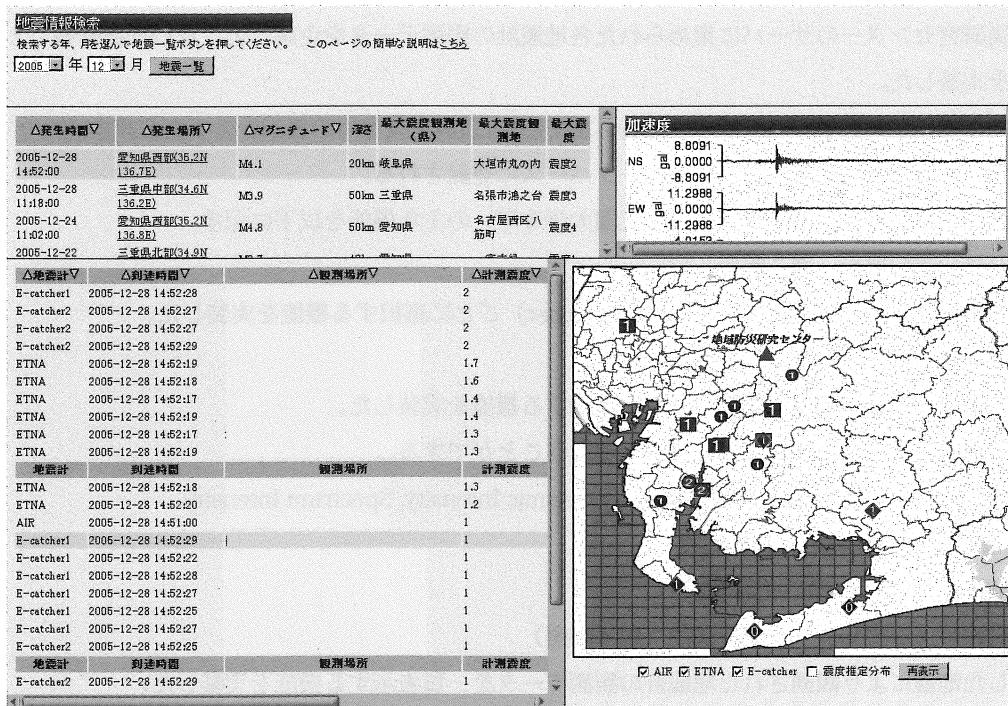 地震情報検索
検索する年、月を選んで地震一覧ボタンを押してください。 このページの簡単な説明はこちら
2005 年 12 月 地震一覧
△発生時間▽ △発生場所▽ △マグニチュード▽ 深さ 最大震度観測地（県） 最大震度観測地 最大震度
2005-12-28 14:52:00 愛知県西部(35.2N 136.7E) M4.1 20km 岐阜県 大垣市丸の内 震度2
2005-12-28 11:18:00 三重県中部(34.6N 136.2E) M3.9 50km 三重県 名張市鴻之台 震度3
2005-12-24 11:02:00 愛知県西部(35.2N 136.8E) M4.8 50km 愛知県 名古屋西区八筋町 震度4
2005-12-22 三重県北部(34.9N
加速度
8.8091
NS gal 0.0000
-8.8091
11.2988
EW gal 0.0000
-11.2988
4.0153
△地震計▽ △到達時間▽ △観測場所▽ △計測震度▽
E-catcher1 2005-12-28 14:52:28 2
E-catcher2 2005-12-28 14:52:27 2
E-catcher2 2005-12-28 14:52:27 2
E-catcher2 2005-12-28 14:52:29 2
ETNA 2005-12-28 14:52:19 1.7
ETNA 2005-12-28 14:52:18 1.6
ETNA 2005-12-28 14:52:17 1.4
ETNA 2005-12-28 14:52:19 1.4
ETNA 2005-12-28 14:52:17 1.3
ETNA 2005-12-28 14:52:19 1.3
地震計 到達時間 観測場所 計測震度
ETNA 2005-12-28 14:52:18 1.3
ETNA 2005-12-28 14:52:20 1.2
AIR 2005-12-28 14:51:00 1
E-catcher1 2005-12-28 14:52:29 1
E-catcher1 2005-12-28 14:52:22 1
E-catcher1 2005-12-28 14:52:28 1
E-catcher1 2005-12-28 14:52:27 1
E-catcher1 2005-12-28 14:52:25 1
E-catcher1 2005-12-28 14:52:27 1
E-catcher2 2005-12-28 14:52:25 1
地震計 到達時間 観測場所 計測震度
E-catcher2 2005-12-28 14:52:29 1
1
地域防災研究センター
1
1
1
1
1
1
1
1
2
2
1
1
1
0
0
AIR ETNA E-catcher 震度推定分布 再表示